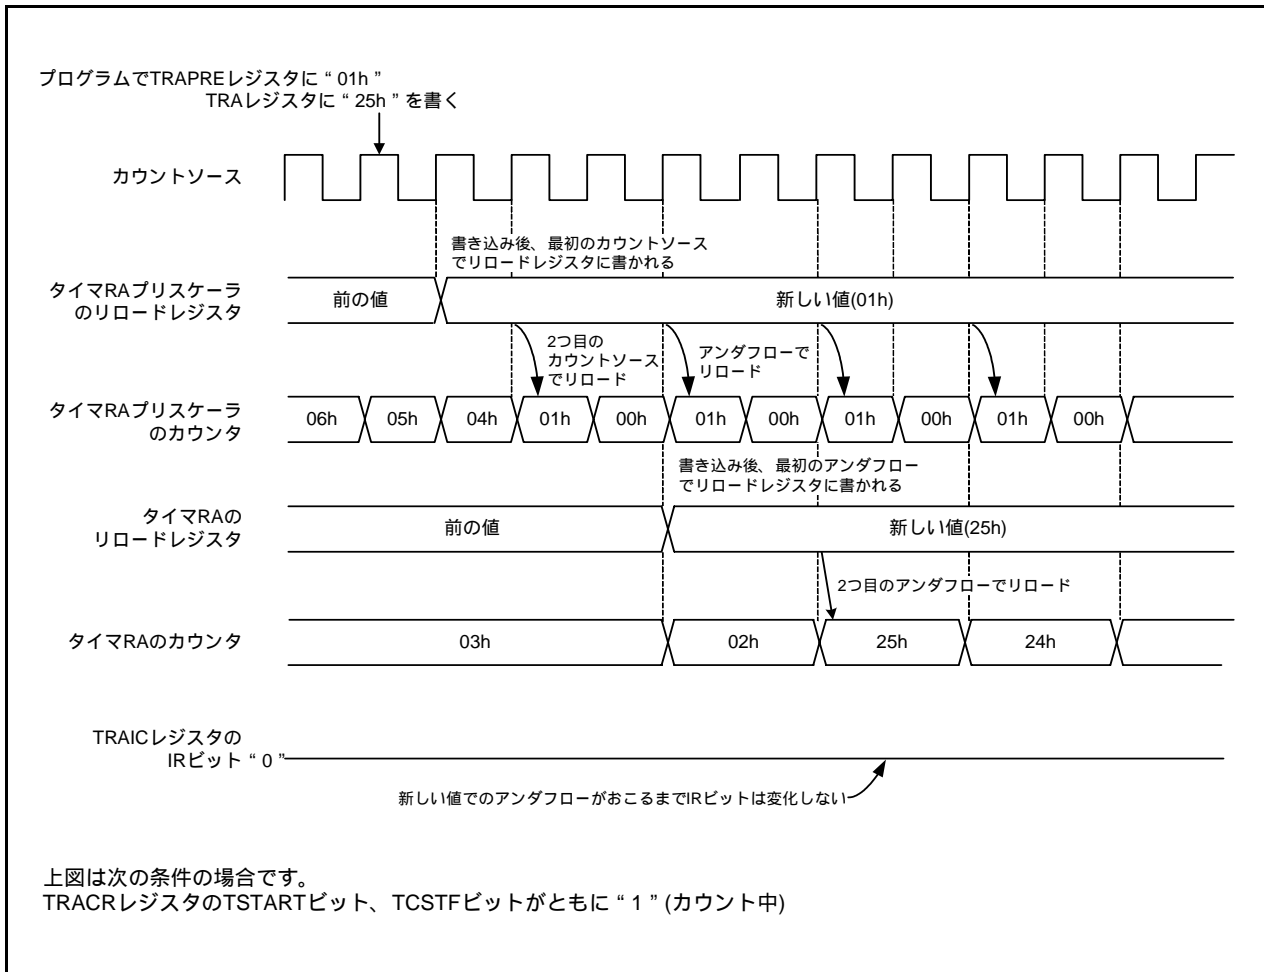 プログラムでTRAPREレジスタに“01h”
TRAレジスタに“25h”を書く
カウントソース
書き込み後、最初のカウントソース
でリロードレジスタに書かれる
タイマRAプリスケーラ
のリロードレジスタ
前の値
新しい値(01h)
2つ目の
カウントソース
でリロード
アンダフローで
リロード
タイマRAプリスケーラ
のカウンタ
06h 05h 04h 01h 00h 01h 00h 01h 00h 01h 00h
書き込み後、最初のアンダフロー
でリロードレジスタに書かれる
タイマRAの
リロードレジスタ
前の値
新しい値(25h)
2つ目のアンダフローでリロード
タイマRAのカウンタ
03h 02h 25h 24h
TRAICレジスタの
IRビット“0”
新しい値でのアンダフローがおこるまでIRビットは変化しない
上図は次の条件の場合です。
TRACRレジスタのTSTARTビット、TCSTFビットがともに“1”(カウント中)